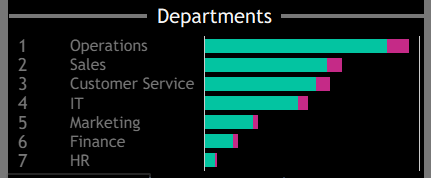 Departments
1 Operations
2 Sales
3 Customer Service
4 IT
5 Marketing
6 Finance
7 HR